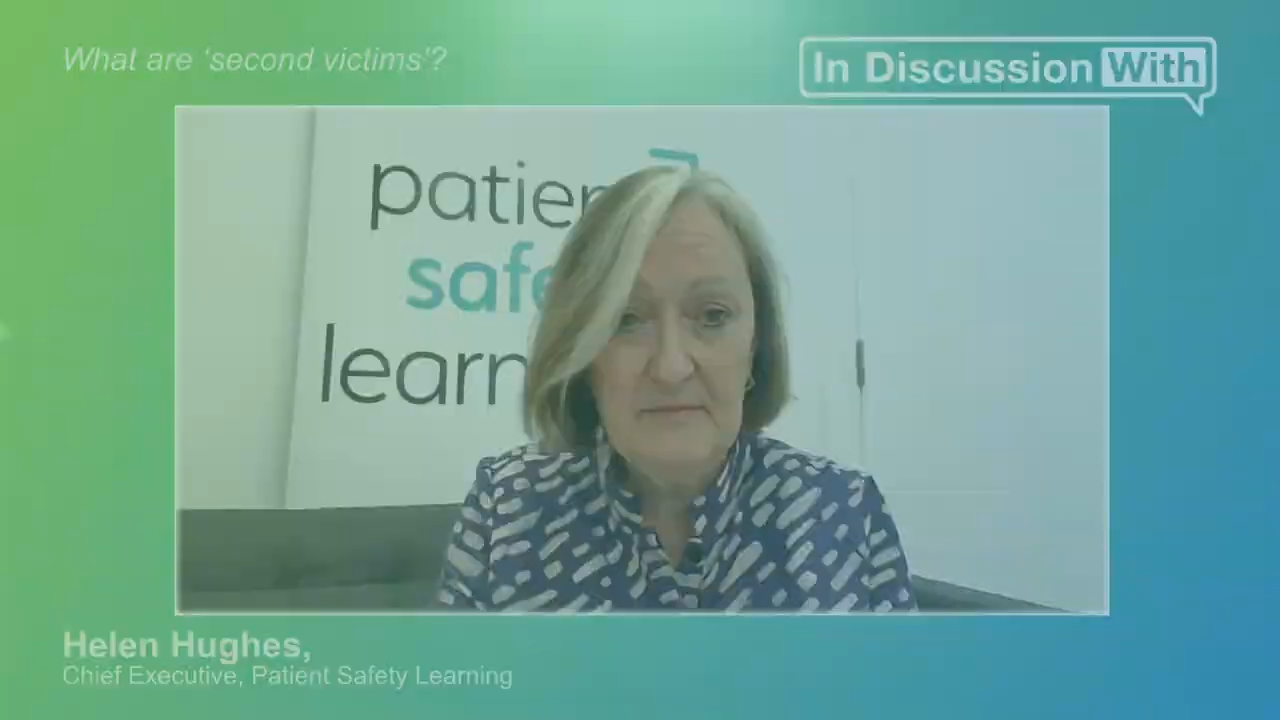 What are ‘second victims’?
In Discussion With
patien
safe
learn
Helen Hughes,
Chief Executive, Patient Safety Learning